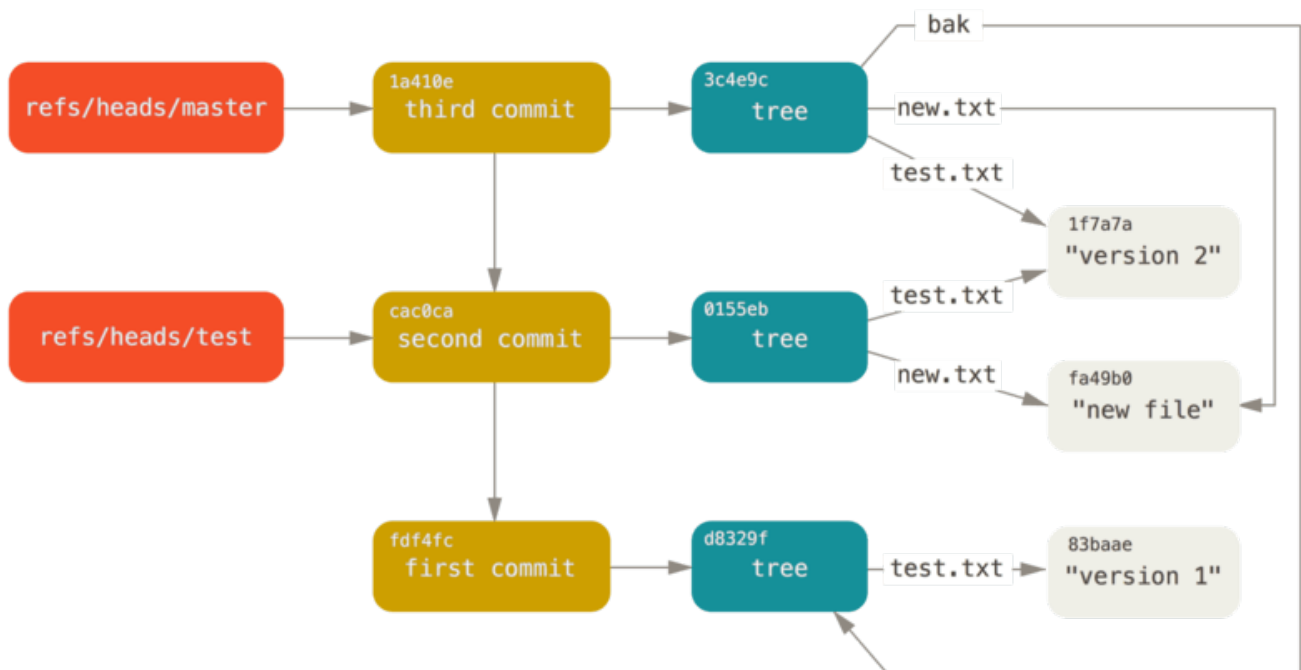 bak
1a410e
3c4e9c
refs/heads/master
third commit
tree
new.txt
test.txt
1f7a7a
"version 2"
test.txt
cac0ca
0155eb
refs/heads/test
second commit
tree
new.txt
fa49b0
"new file"
fdf4fc
d8329f
83baae
first commit
tree
test.txt
"version 1"